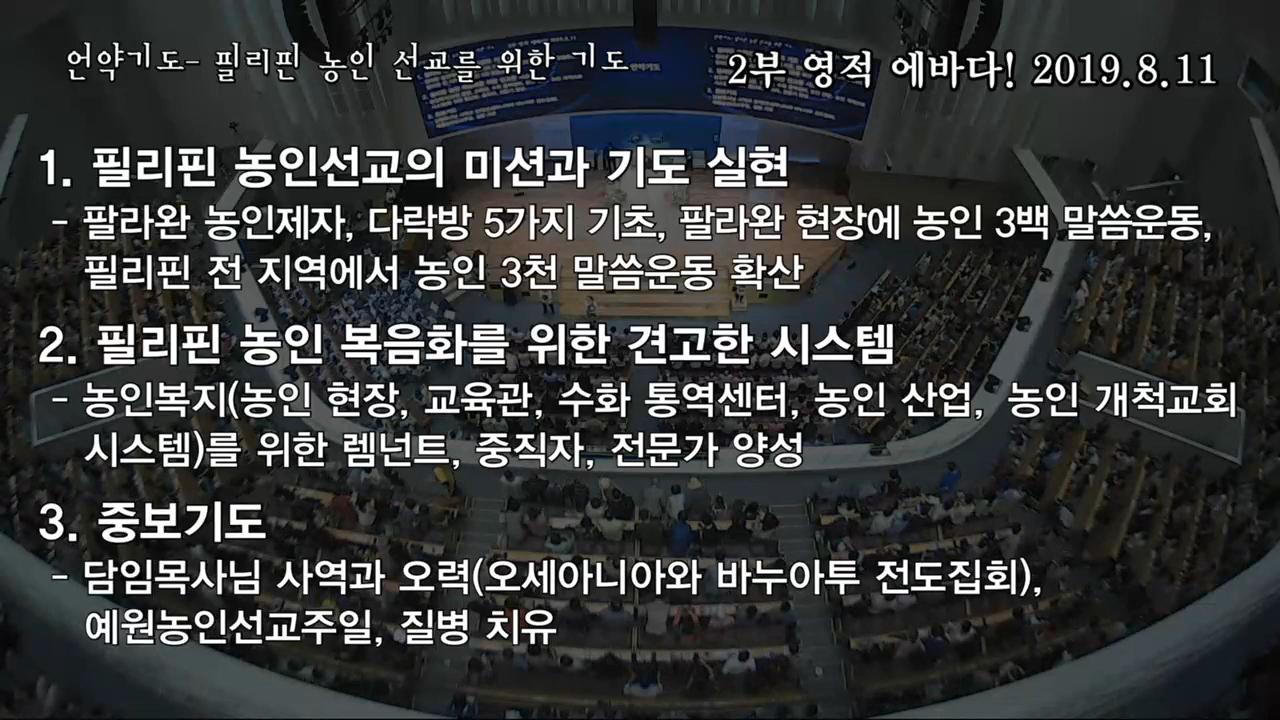 언약기도- 필리핀 농인 선교를 위한 기도
2부 영적 에바다! 2019.8.11
1. 필리핀 농인선교의 미션과 기도 실현
- 팔라완 농인제자, 다락방 5가지 기초, 팔라완 현장에 농인 3백 말씀운동,
필리핀 전 지역에서 농인 3천 말씀운동 확산
2. 필리핀 농인 복음화를 위한 견고한 시스템
- 농인복지(농인 현장, 교육관, 수화 통역센터, 농인 산업, 농인 개척교회
시스템)를 위한 렘넌트, 중직자, 전문가 양성
3. 중보기도
- 담임목사님 사역과 오력(오세아니아와 바누아투 전도집회),
예원농인선교주일, 질병 치유